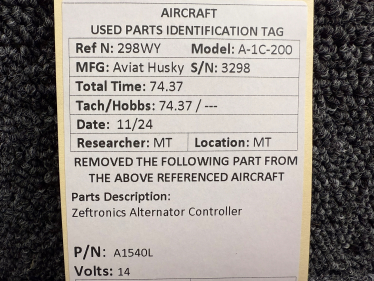 AIRCRAFT
USED PARTS IDENTIFICATION TAG
Ref N: 298WY Model: A-1C-200
MFG: Aviat Husky S/N: 3298
Total Time: 74.37
Tach/Hobbs: 74.37 / ---
Date: 11/24
Researcher: MT Location: MT
REMOVED THE FOLLOWING PART FROM
THE ABOVE REFERENCED AIRCRAFT
Parts Description:
Zeftronics Alternator Controller
P/N: A1540L
Volts: 14